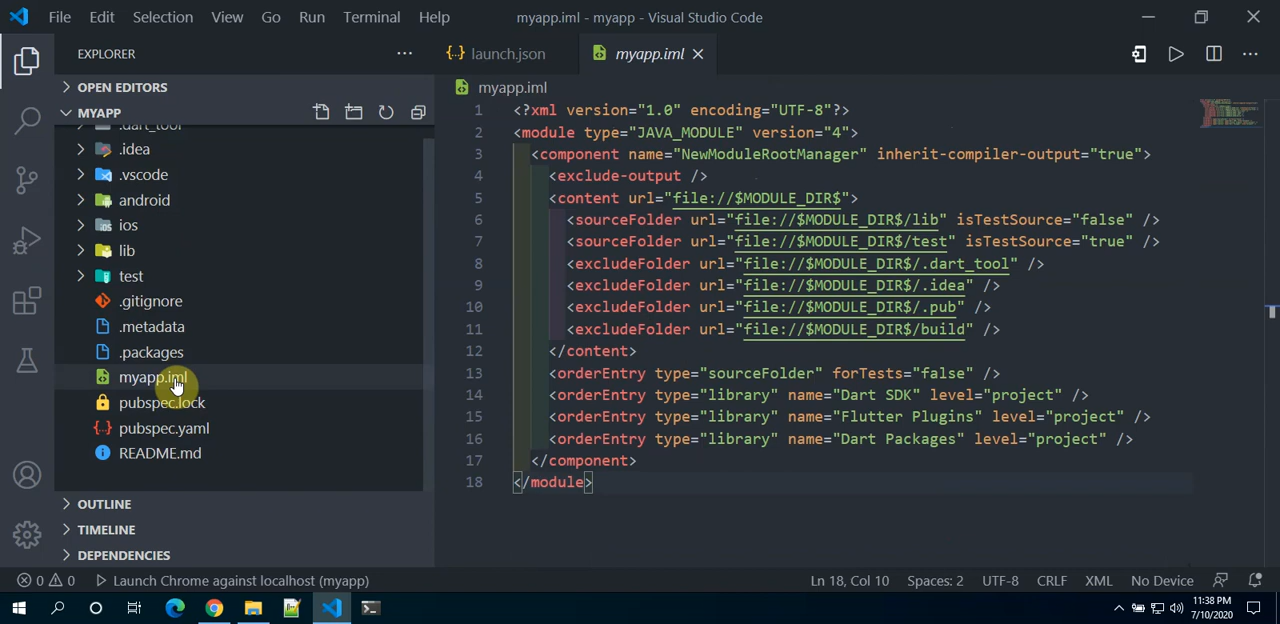 File Edit Selection View Go Run Terminal Help myapp.iml - myapp - Visual Studio Code
EXPLORER
launch.json
myapp.iml
OPEN EDITORS
myapp.iml
MYAPP
.dart_tool
.idea
.vscode
android
ios
lib
test
.gitignore
.metadata
.packages
myapp.iml
pubspec.lock
pubspec.yaml
README.md
OUTLINE
TIMELINE
DEPENDENCIES
1 <?xml version="1.0" encoding="UTF-8"?>
2 <module type="JAVA_MODULE" version="4">
3 <component name="NewModuleRootManager" inherit-compiler-output="true">
4 <exclude-output />
5 <content url="file://$MODULE_DIR$">
6 <sourceFolder url="file://$MODULE_DIR$/lib" isTestSource="false" />
7 <sourceFolder url="file://$MODULE_DIR$/test" isTestSource="true" />
8 <excludeFolder url="file://$MODULE_DIR$/.dart_tool" />
9 <excludeFolder url="file://$MODULE_DIR$/.idea" />
10 <excludeFolder url="file://$MODULE_DIR$/.pub" />
11 <excludeFolder url="file://$MODULE_DIR$/build" />
12 </content>
13 <orderEntry type="sourceFolder" forTests="false" />
14 <orderEntry type="library" name="Dart SDK" level="project" />
15 <orderEntry type="library" name="Flutter Plugins" level="project" />
16 <orderEntry type="library" name="Dart Packages" level="project" />
17 </component>
18 </module>
0 0 Launch Chrome against localhost (myapp) Ln 18, Col 10 Spaces: 2 UTF-8 CRLF XML No Device
11:38 PM
7/10/2020